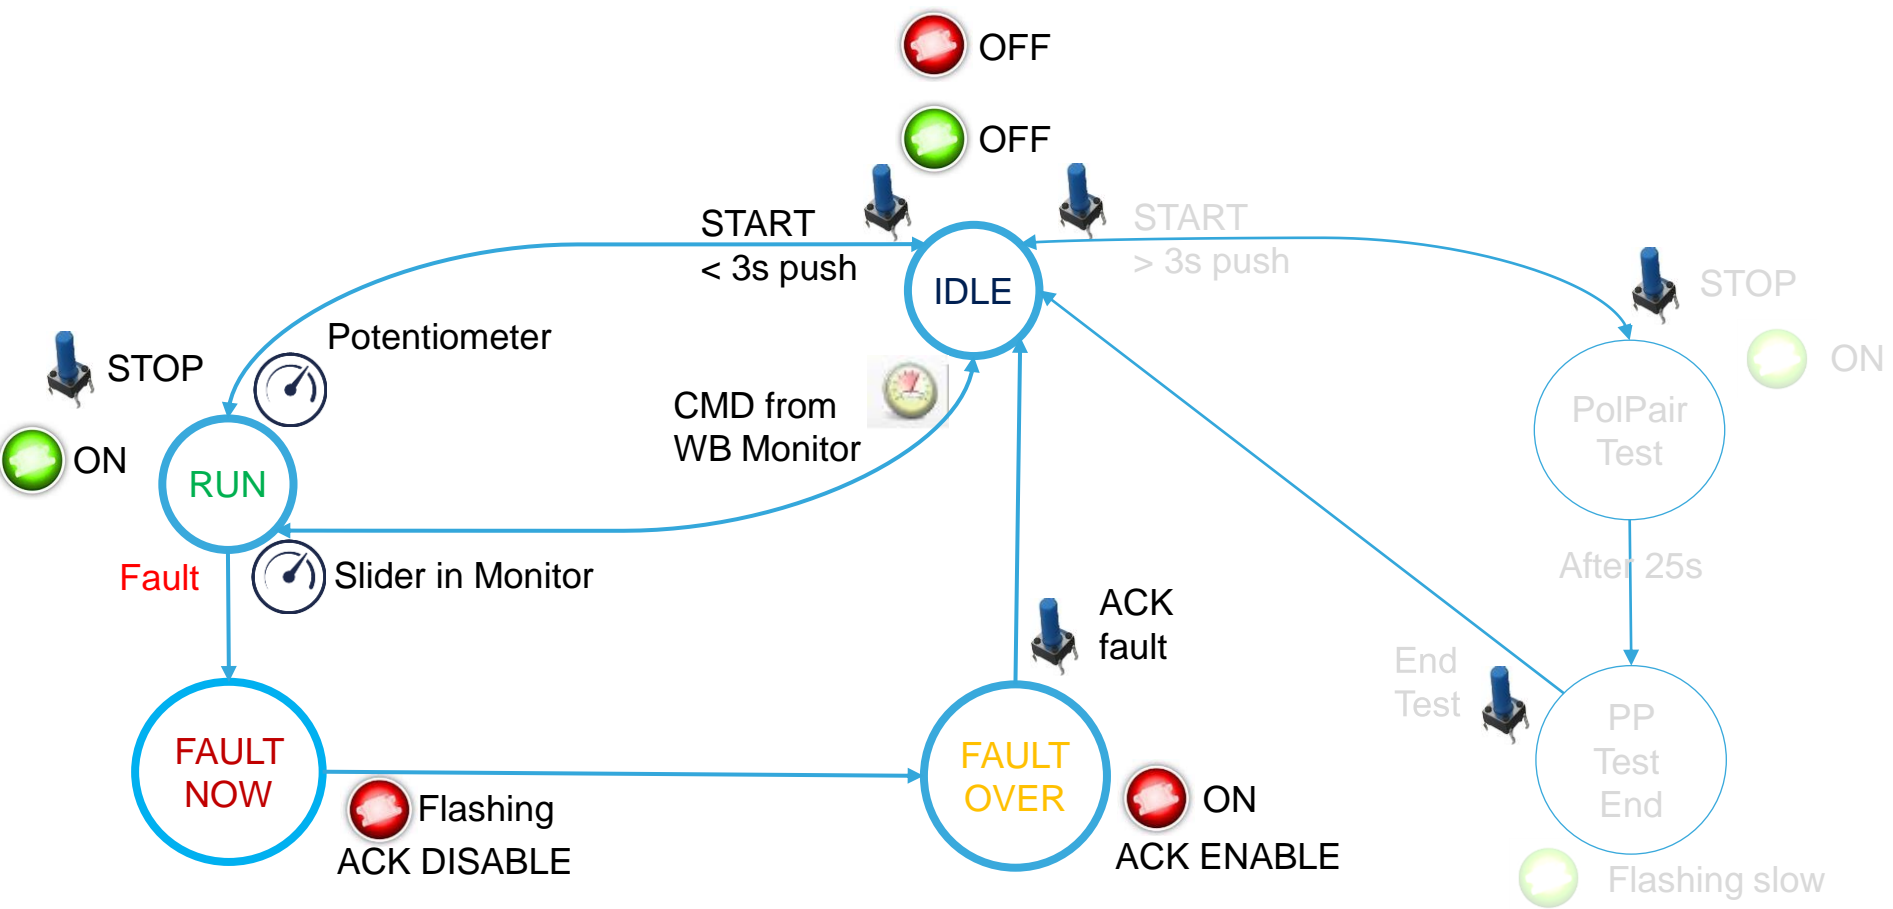 OFF
OFF
START
< 3s push
START
> 3s push
IDLE
STOP
Potentiometer
STOP
ON
ON
CMD from
WB Monitor
PolPair
Test
RUN
Fault
Slider in Monitor
After 25s
ACK
fault
End
Test
FAULT
NOW
FAULT
OVER
PP
Test
End
Flashing
ON
ACK DISABLE
ACK ENABLE
Flashing slow